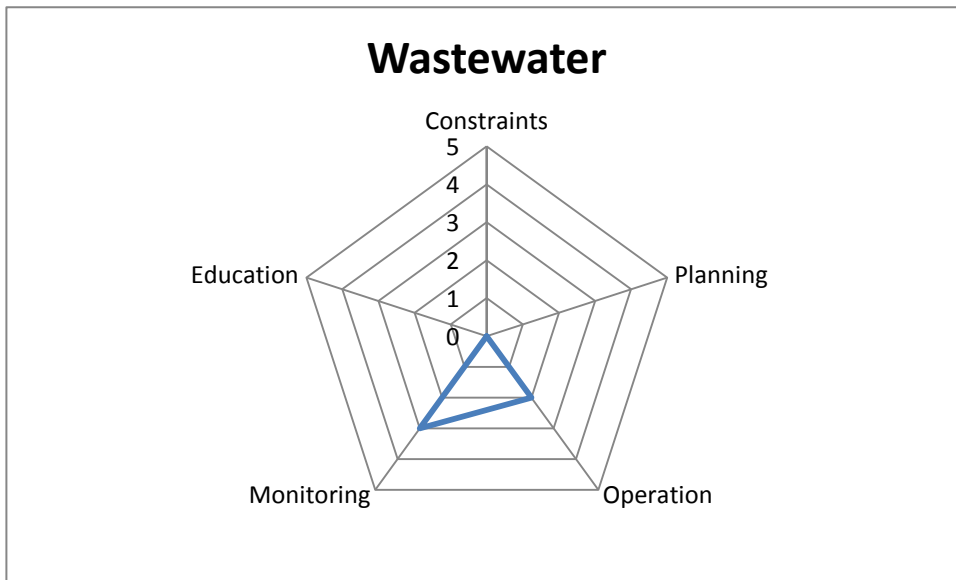 Wastewater
Constraints
5
4
3
2
1
0
Education
Planning
Monitoring
Operation